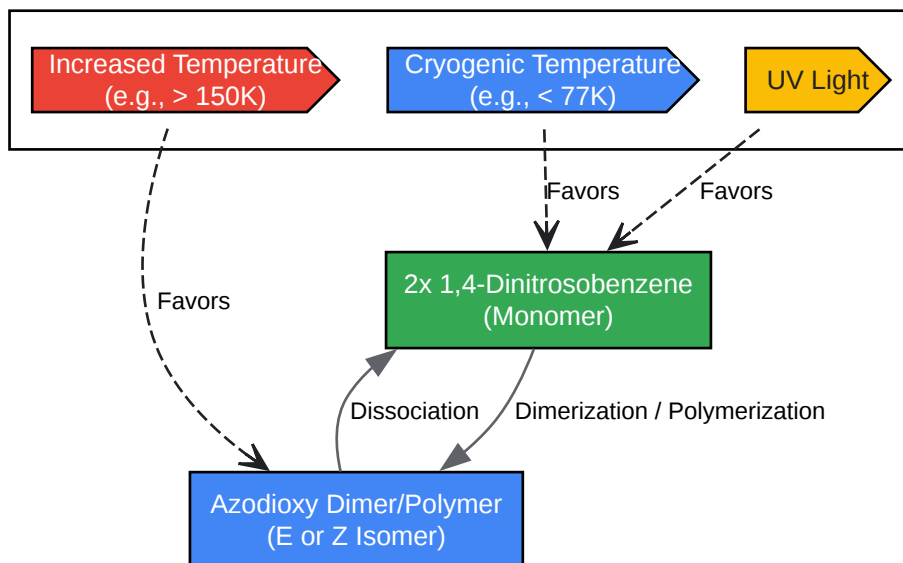 Increased Temperature
(e.g., > 150K)
Cryogenic Temperature
(e.g., < 77K)
UV Light
Favors
Favors
2x 1,4-Dinitrosobenzene
(Monomer)
Favors
Dissociation
Dimerization / Polymerization
Azodioxy Dimer/Polymer
(E or Z Isomer)